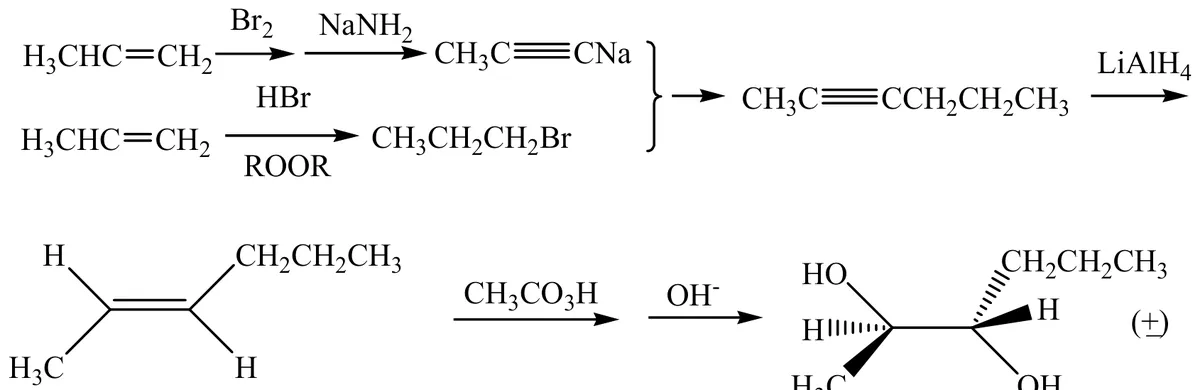 H3CHC=CH2 Br2 NaNH2 CH3C≡CNa
H3CHC=CH2 HBr ROOR CH3CH2CH2Br
CH3C≡CCH2CH2CH3 LiAlH4
H CH2CH2CH3
H3C H
CH3CO3H OH-
HO CH2CH2CH3
H H (±)
H3C OH